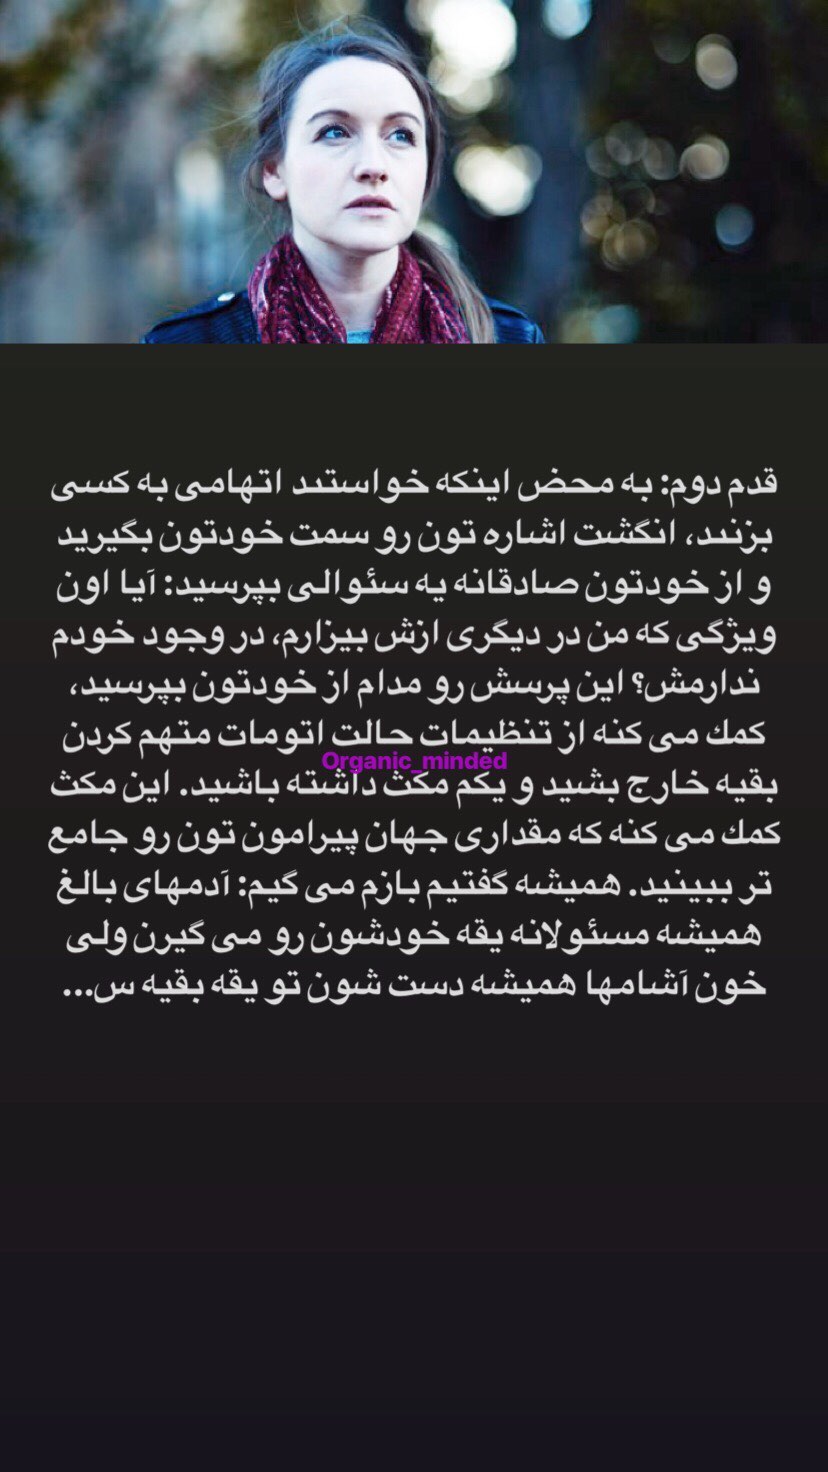 قدم دوم: به محض اینکه خواستند اتهامی به کسی
بزنند، انگشت اشاره تون رو سمت خودتون بگیرید
و از خودتون صادقانه یه سئوالی بپرسید: آیا اون
ویژگی که من در دیگری ازش بیزارم، در وجود خودم
ندارمش؟ این پرسش رو مدام از خودتون بپرسید،
کمك می کنه از تنظیمات حالت اتومات متهم کردن
Organic_minded
بقیه خارج بشید و یکم مکث داشته باشید. این مکث
کمك می کنه که مقداری جهان پیرامون تون رو جامع
تر ببینید. همیشه گفتیم بازم می گیم: آدمهای بالغ
همیشه مسئولانه یقه خودشون رو می گیرن ولی
خون آشامها همیشه دست شون تو یقه بقیه س...